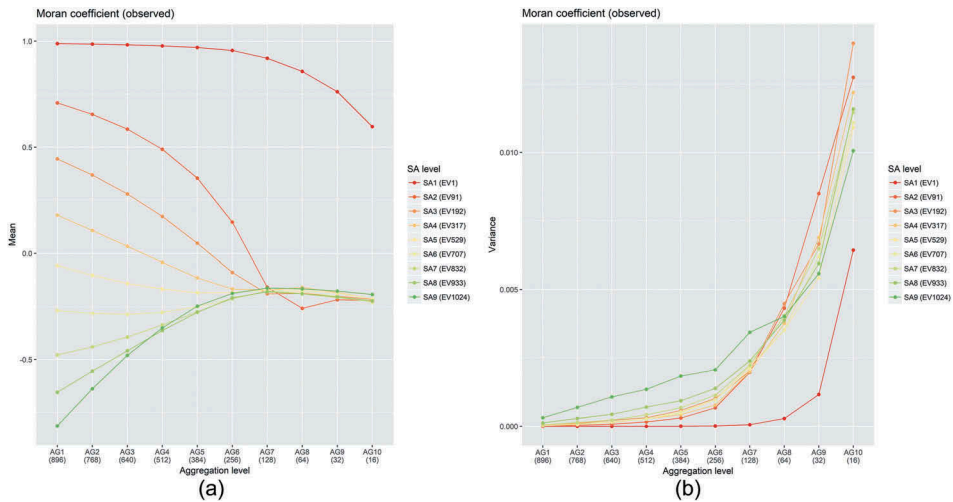 Moran coefficient (observed)
1.0
0.5
0.0
-0.5
Mean
AG1 (896)
AG2 (768)
AG3 (640)
AG4 (512)
AG5 (384)
AG6 (256)
AG7 (128)
AG8 (64)
AG9 (32)
AG10 (16)
Aggregation level
SA level
SA1 (EV1)
SA2 (EV91)
SA3 (EV192)
SA4 (EV317)
SA5 (EV529)
SA6 (EV707)
SA7 (EV832)
SA8 (EV933)
SA9 (EV1024)
(a)
Moran coefficient (observed)
0.010
0.005
0.000
Variance
AG1 (896)
AG2 (768)
AG3 (640)
AG4 (512)
AG5 (384)
AG6 (256)
AG7 (128)
AG8 (64)
AG9 (32)
AG10 (16)
Aggregation level
SA level
SA1 (EV1)
SA2 (EV91)
SA3 (EV192)
SA4 (EV317)
SA5 (EV529)
SA6 (EV707)
SA7 (EV832)
SA8 (EV933)
SA9 (EV1024)
(b)